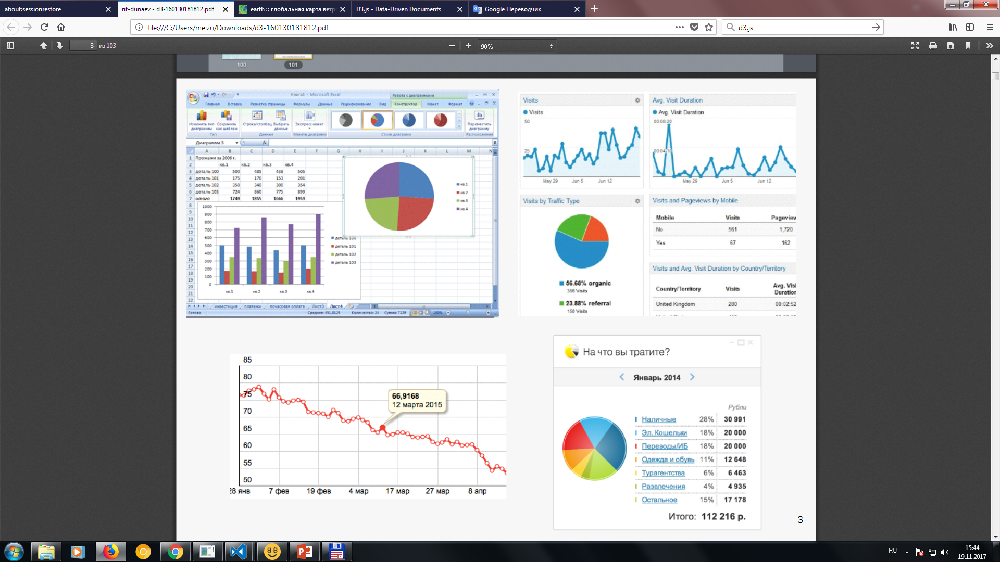 about:sessionrestore
rit-dunaev - d3-160130181812.pdf
earth :: глобальная карта ветр
D3.js - Data-Driven Documents
Google Переводчик
file:///C:/Users/meizu/Downloads/d3-160130181812.pdf
d3.js
3 из 103
90%
100 101
Книга1 - Microsoft Excel
Работа с диаграммами
Главная Вставка Разметка страницы Формулы Данные Рецензирование Вид Конструктор Макет Формат
Изменить тип диаграммы
Сохранить как шаблон
Строка/столбец
Выбрать данные
Экспресс-макет
Переместить диаграмму
Тип Данные Макеты диаграмм Стили диаграмм Расположение
Диаграмма 5
fx
A B C D E F G H I J K L M N
1 Прожажи за 2006 г.
2 кв.1 кв.2 кв.3 кв.4
3 деталь 100 500 485 438 505
4 деталь 101 175 170 153 201
5 деталь 102 350 340 300 354
6 деталь 103 724 860 775 899
7 итого 1749 1855 1666 1959
8
9
10
11
12
13
14
15
16
17
18
19
20
21
22
1000
900
800
700
600
500
400
300
200
100
0
кв.1 кв.2 кв.3 кв.4
деталь 100
деталь 101
деталь 102
деталь 103
кв.1
кв.2
кв.3
кв.4
инвестиция платежи почасовая оплата Лист3 Лист4
Готово Среднее: 451,8125 Количество: 24 Сумма: 7229 100%
Visits
Visits
50
25
May 29 Jun 5 Jun 12
Avg. Visit Duration
Avg. Visit Duration
00:08:20
00:04:10
May 29 Jun 5 Jun 12
Visits by Traffic Type
56.68% organic
356 Visits
23.88% referral
150 Visits
Visits and Pageviews by Mobile
Mobile Visits Pageview
No 561 1,720
Yes 67 162
Visits and Avg. Visit Duration by Country/Territory
Country/Territory Visits Avg. Visi
Duration
United Kingdom 280 00:02:52
85
80
75
70
65
60
55
50
66,9168
12 марта 2015
28 янв 7 фев 19 фев 4 мар 17 мар 27 мар 8 апр
На что вы тратите?
Январь 2014
Рубли
Наличные 28% 30 991
Эл. Кошельки 18% 20 000
Переводы/ИБ 18% 20 000
Одежда и обувь 11% 12 648
Турагентства 6% 6 463
Развлечения 4% 4 935
Остальное 15% 17 178
Итого: 112 216 р.
3
RU
15:44
19.11.2017